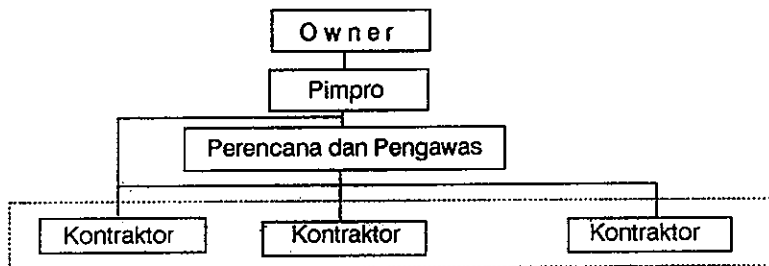 Owner
Pimpro
Perencana dan Pengawas
Kontraktor
Kontraktor
Kontraktor